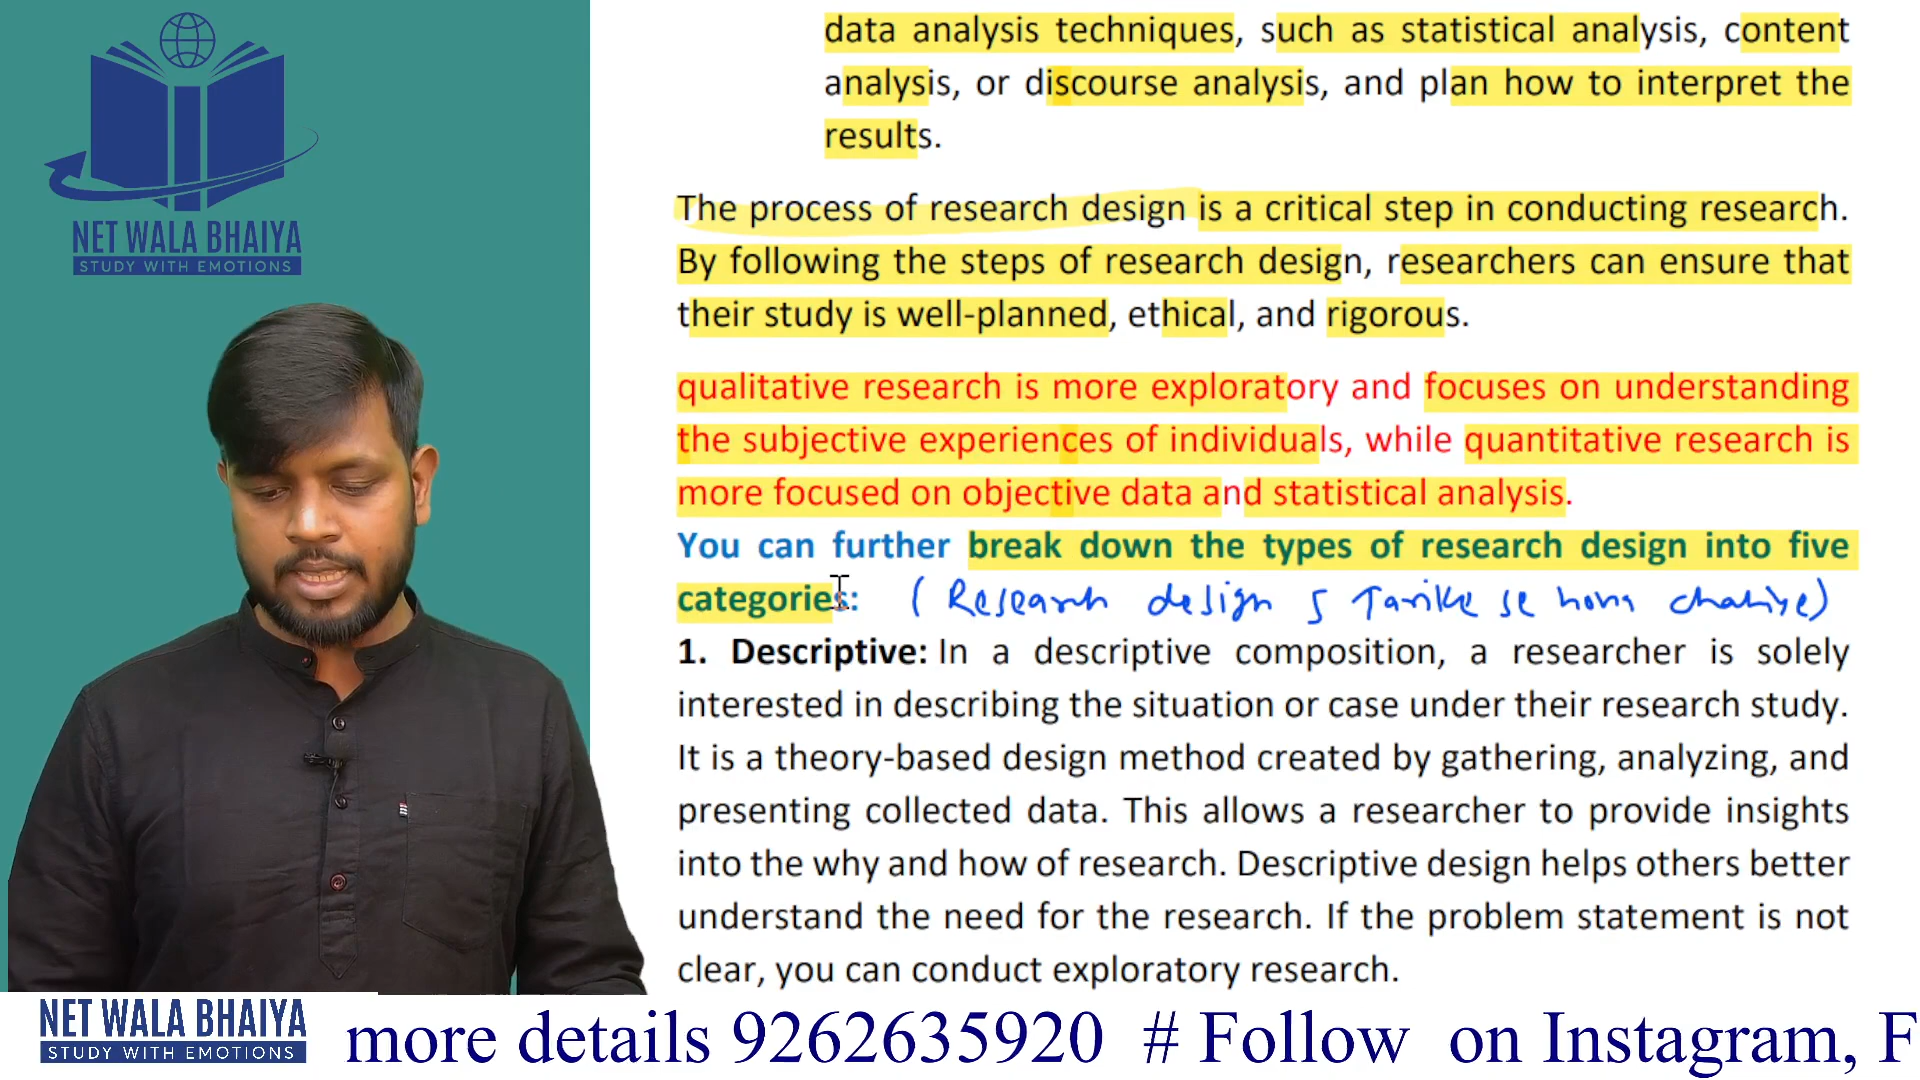 data analysis techniques, such as statistical analysis, content
analysis, or discourse analysis, and plan how to interpret the
results.
The process of research design is a critical step in conducting research.
By following the steps of research design, researchers can ensure that
their study is well-planned, ethical, and rigorous.
qualitative research is more exploratory and focuses on understanding
the subjective experiences of individuals, while quantitative research is
more focused on objective data and statistical analysis.
You can further break down the types of research design into five
categories: ( Research design 5 Tarike se hona chahiye)
1. Descriptive: In a descriptive composition, a researcher is solely
interested in describing the situation or case under their research study.
It is a theory-based design method created by gathering, analyzing, and
presenting collected data. This allows a researcher to provide insights
into the why and how of research. Descriptive design helps others better
understand the need for the research. If the problem statement is not
clear, you can conduct exploratory research.
NET WALA BHAIYA
STUDY WITH EMOTIONS
NET WALA BHAIYA
STUDY WITH EMOTIONS
more details 9262635920 # Follow on Instagram, F